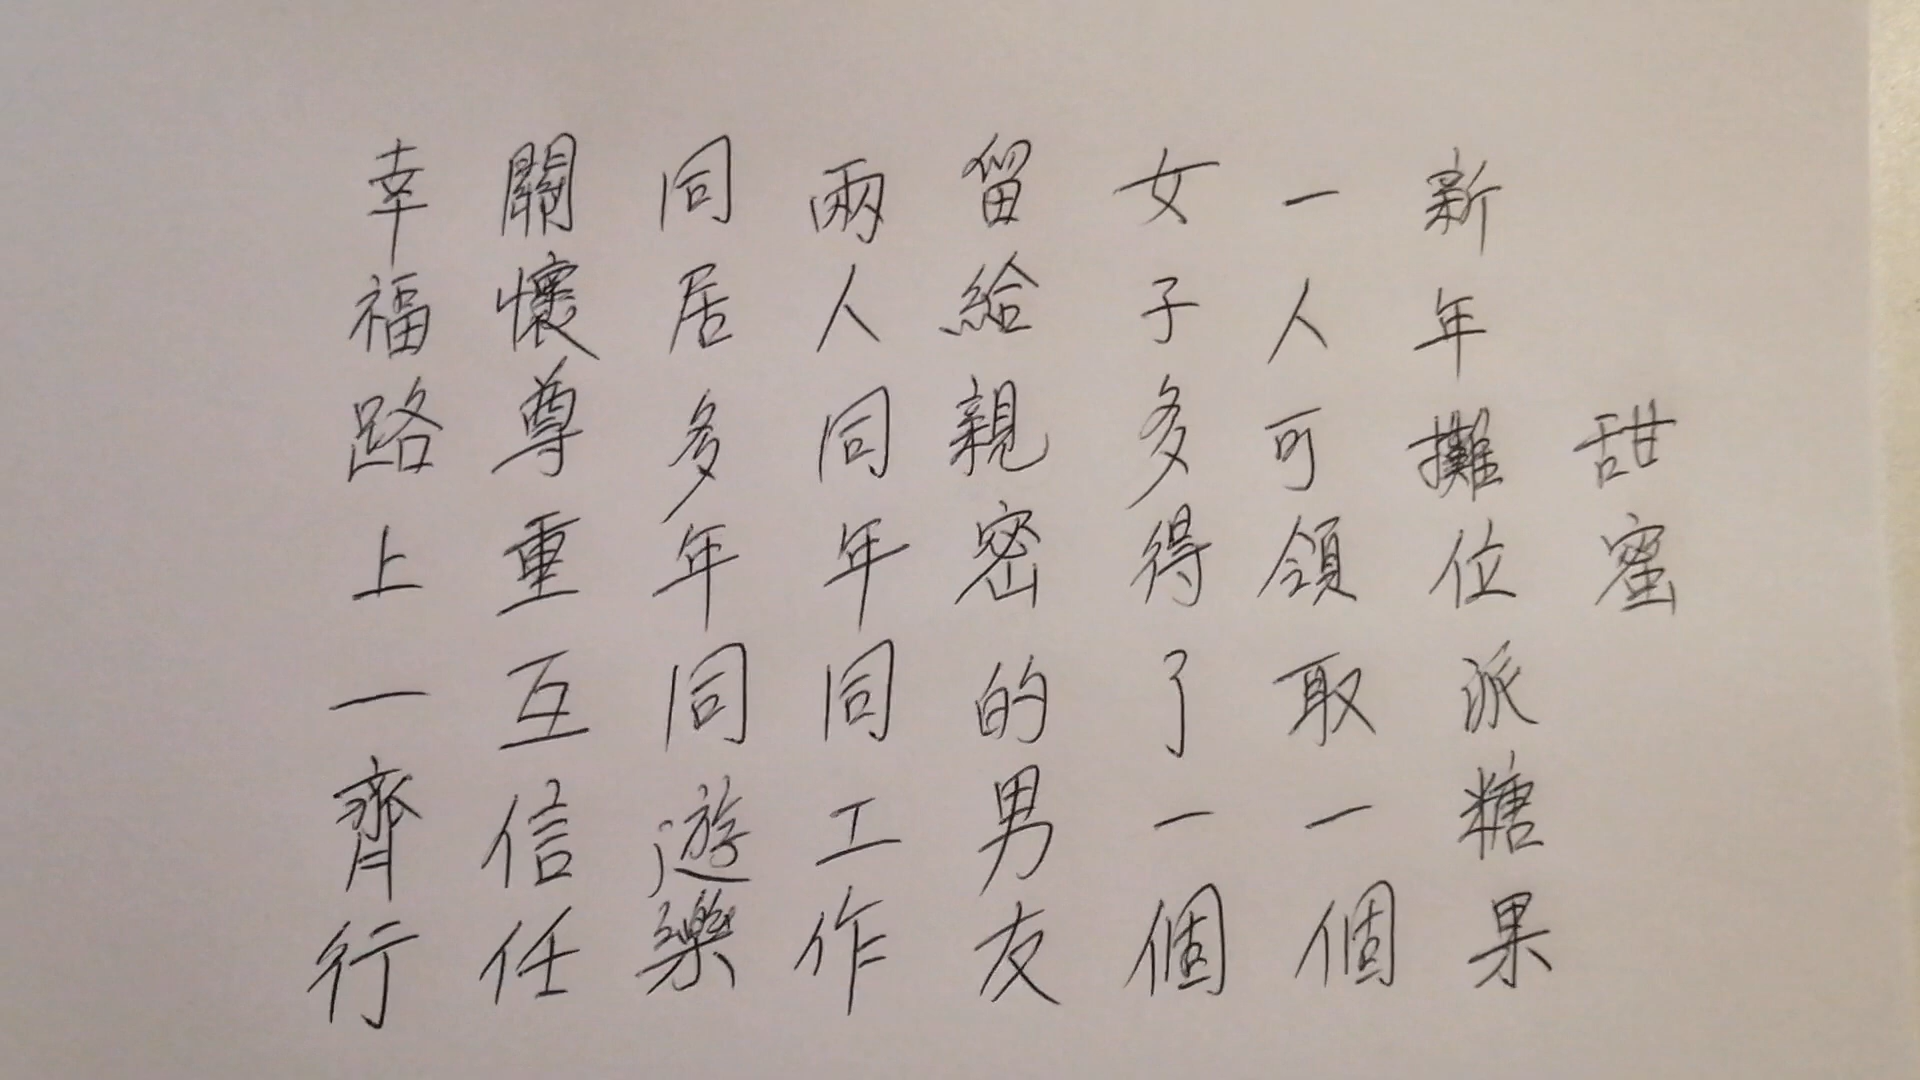 甜蜜
新年攤位派糖果
一人可領取一個
女子多得了一個
留給親密的男友
兩人同年同工作
同居多年同遊樂
關懷尊重互信任
幸福路上一齊行